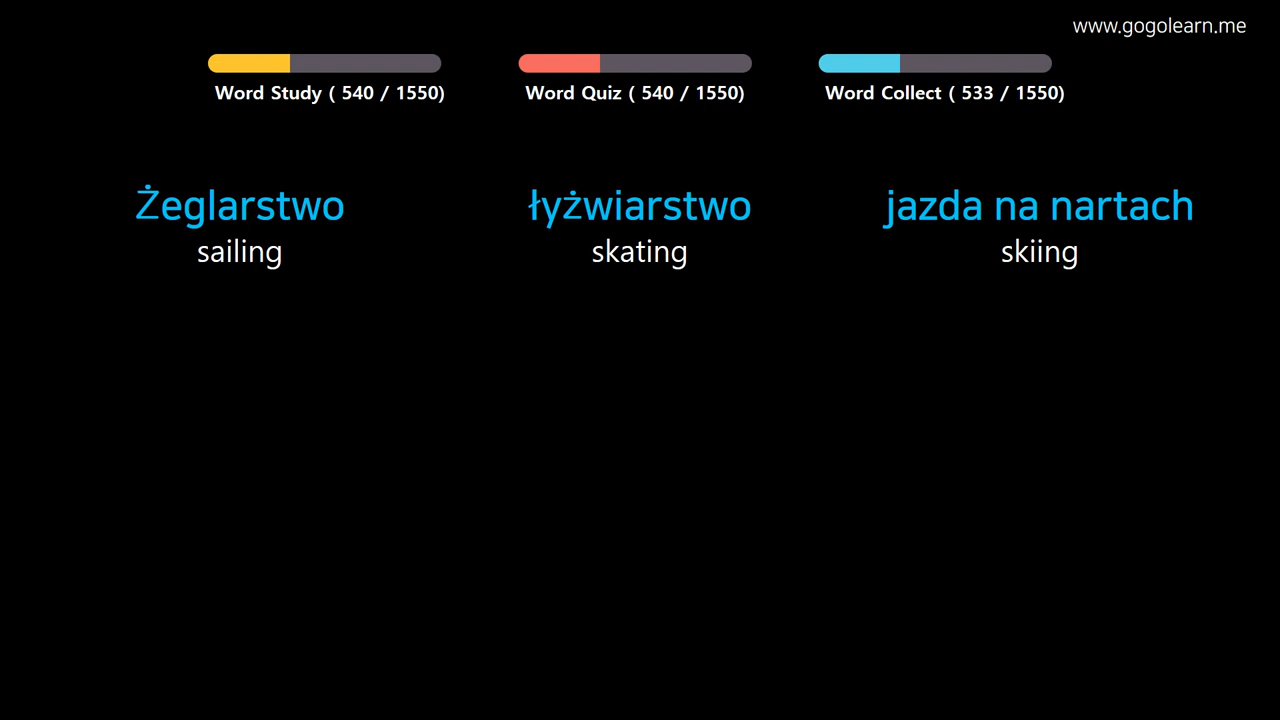 www.gogolearn.me
Word Study ( 540 / 1550)
Word Quiz ( 540 / 1550)
Word Collect ( 533 / 1550)
Żeglarstwo
sailing
łyżwiarstwo
skating
jazda na nartach
skiing